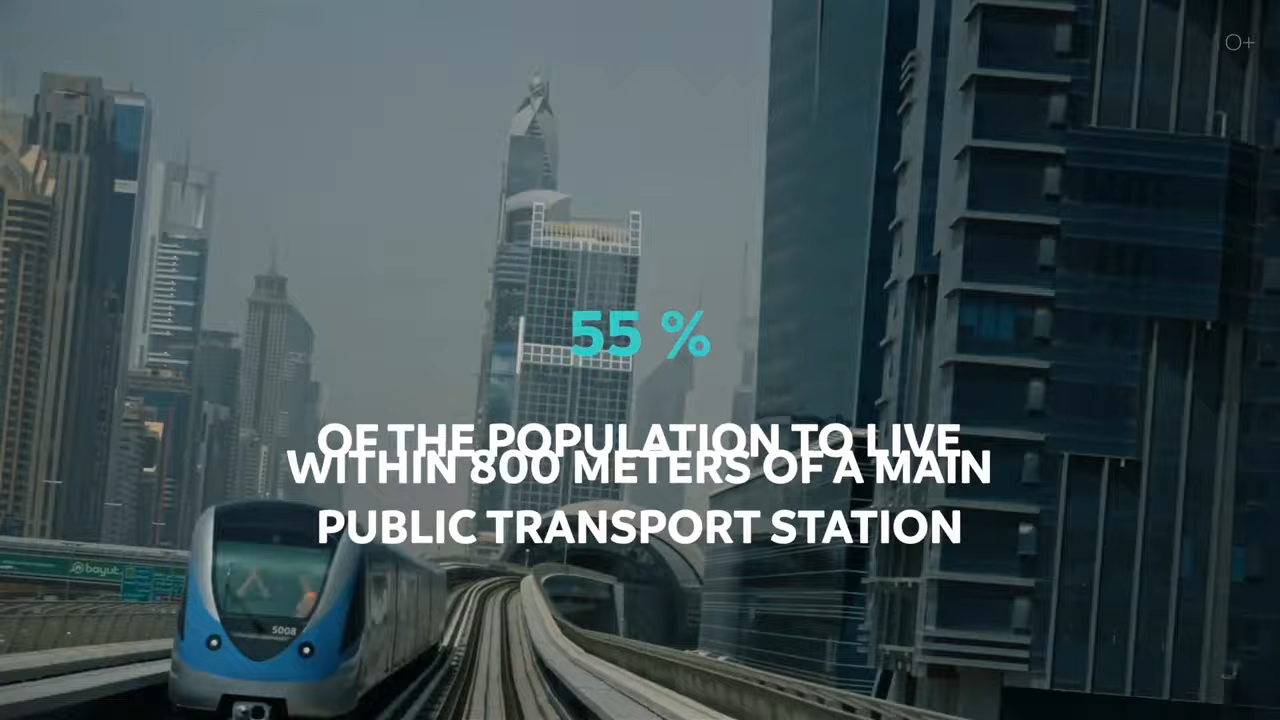 O+
55 %
OF THE POPULATION TO LIVE
WITHIN 800 METERS OF A MAIN
PUBLIC TRANSPORT STATION
bayut
5008